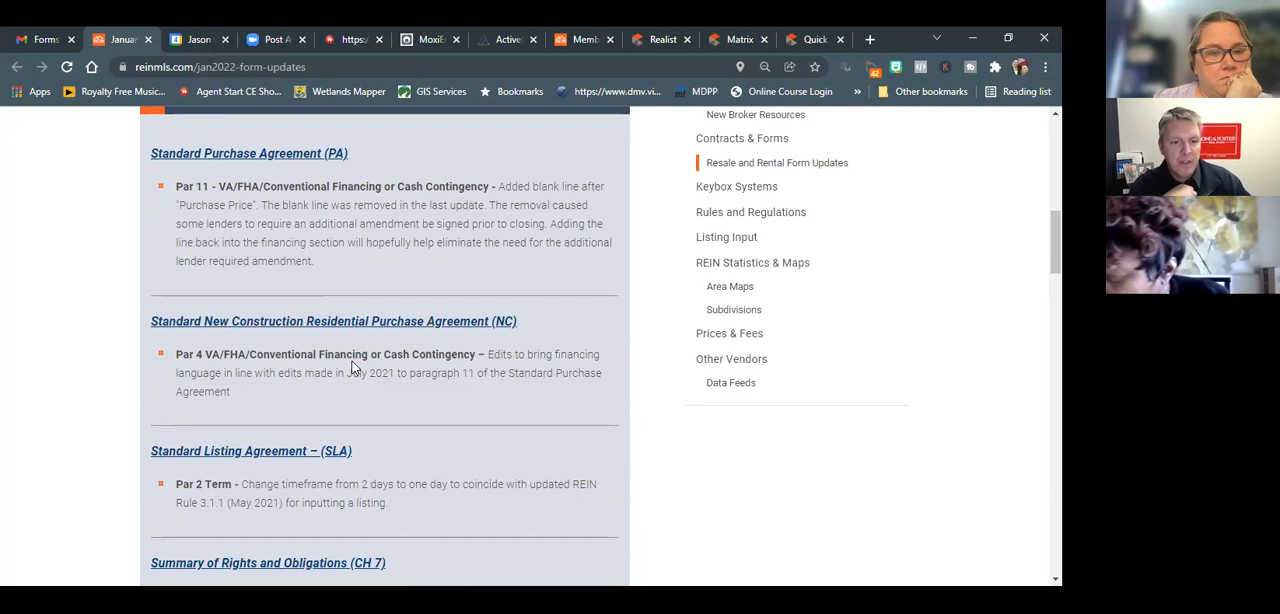 Forms
Januar
Jason
Post A
https:/
MoxiE
Active
Memb
Realist
Matrix
Quick
reinmls.com/jan2022-form-updates
42
Apps
Royalty Free Music...
Agent Start CE Sho...
Wetlands Mapper
GIS Services
Bookmarks
https://www.dmv.vi...
MDPP
Online Course Login
»
Other bookmarks
Reading list
Standard Purchase Agreement (PA)
Par 11 - VA/FHA/Conventional Financing or Cash Contingency - Added blank line after
"Purchase Price". The blank line was removed in the last update. The removal caused
some lenders to require an additional amendment be signed prior to closing. Adding the
line back into the financing section will hopefully help eliminate the need for the additional
lender required amendment.
Standard New Construction Residential Purchase Agreement (NC)
Par 4 VA/FHA/Conventional Financing or Cash Contingency – Edits to bring financing
language in line with edits made in July 2021 to paragraph 11 of the Standard Purchase
Agreement
Standard Listing Agreement – (SLA)
Par 2 Term - Change timeframe from 2 days to one day to coincide with updated REIN
Rule 3.1.1 (May 2021) for inputting a listing.
Summary of Rights and Obligations (CH 7)
New Broker Resources
Contracts & Forms
Resale and Rental Form Updates
Keybox Systems
Rules and Regulations
Listing Input
REIN Statistics & Maps
Area Maps
Subdivisions
Prices & Fees
Other Vendors
Data Feeds